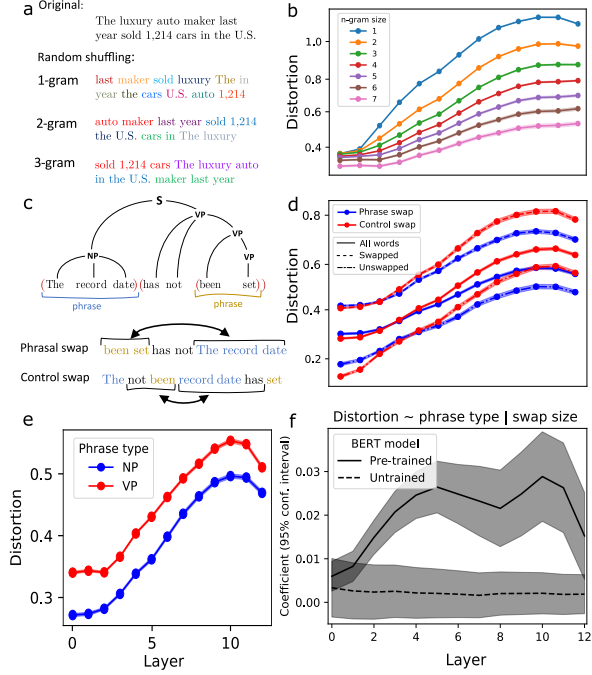 a
Original:
The luxury auto maker last
year sold 1,214 cars in the U.S.
Random shuffling:
1-gram
last maker sold luxury The in
year the cars U.S. auto 1,214
2-gram
auto maker last year sold 1,214
the U.S. cars in The luxury
3-gram
sold 1,214 cars The luxury auto
in the U.S. maker last year
b
n-gram size
1
2
3
4
5
6
7
Distortion
1.0
0.8
0.6
0.4
c
S
VP
NP
VP
VP
(The record date)(has not (been set))
phrase
phrase
Phrasal swap
been set has not The record date
Control swap
The not been record date has set
d
Phrase swap
Control swap
All words
Swapped
Unswapped
Distortion
0.8
0.6
0.4
0.2
e
Phrase type
NP
VP
Distortion
0.5
0.4
0.3
0 5 10
Layer
f
Distortion ~ phrase type | swap size
BERT model
Pre-trained
Untrained
Coefficient (95% conf. interval)
0.03
0.02
0.01
0.00
0 2 4 6 8 10 12
Layer